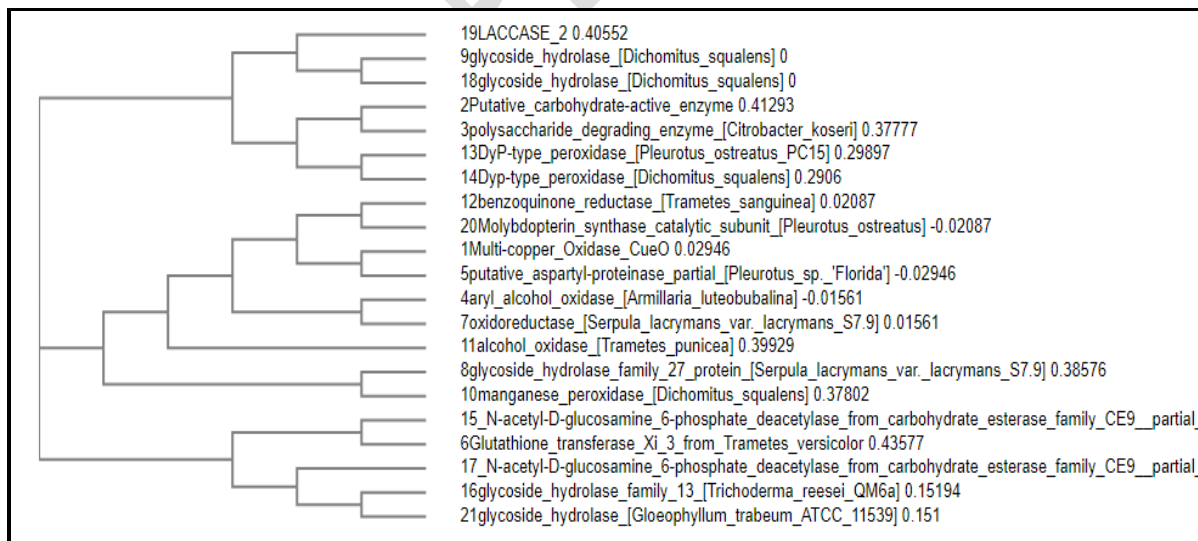 19LACCASE_2 0.40552
9glycoside_hydrolase_[Dichomitus_squalens] 0
18glycoside_hydrolase_[Dichomitus_squalens] 0
2Putative_carbohydrate-active_enzyme 0.41293
3polysaccharide_degrading_enzyme_[Citrobacter_koseri] 0.37777
13DyP-type_peroxidase_[Pleurotus_ostreatus_PC15] 0.29897
14Dyp-type_peroxidase_[Dichomitus_squalens] 0.2906
12benzoquinone_reductase_[Trametes_sanguinea] 0.02087
20Molybdopterin_synthase_catalytic_subunit_[Pleurotus_ostreatus] -0.02087
1Multi-copper_Oxidase_CueO 0.02946
5putative_aspartyl-proteinase_partial_[Pleurotus_sp._'Florida'] -0.02946
4aryl_alcohol_oxidase_[Armillaria_luteobubalina] -0.01561
7oxidoreductase_[Serpula_lacrymans_var._lacrymans_S7.9] 0.01561
11alcohol_oxidase_[Trametes_punicea] 0.39929
8glycoside_hydrolase_family_27_protein_[Serpula_lacrymans_var._lacrymans_S7.9] 0.38576
10manganese_peroxidase_[Dichomitus_squalens] 0.37802
15_N-acetyl-D-glucosamine_6-phosphate_deacetylase_from_carbohydrate_esterase_family_CE9__partial_
6Glutathione_transferase_Xi_3_from_Trametes_versicolor 0.43577
17_N-acetyl-D-glucosamine_6-phosphate_deacetylase_from_carbohydrate_esterase_family_CE9__partial_
16glycoside_hydrolase_family_13_[Trichoderma_reesei_QM6a] 0.15194
21glycoside_hydrolase_[Gloeophyllum_trabeum_ATCC_11539] 0.151